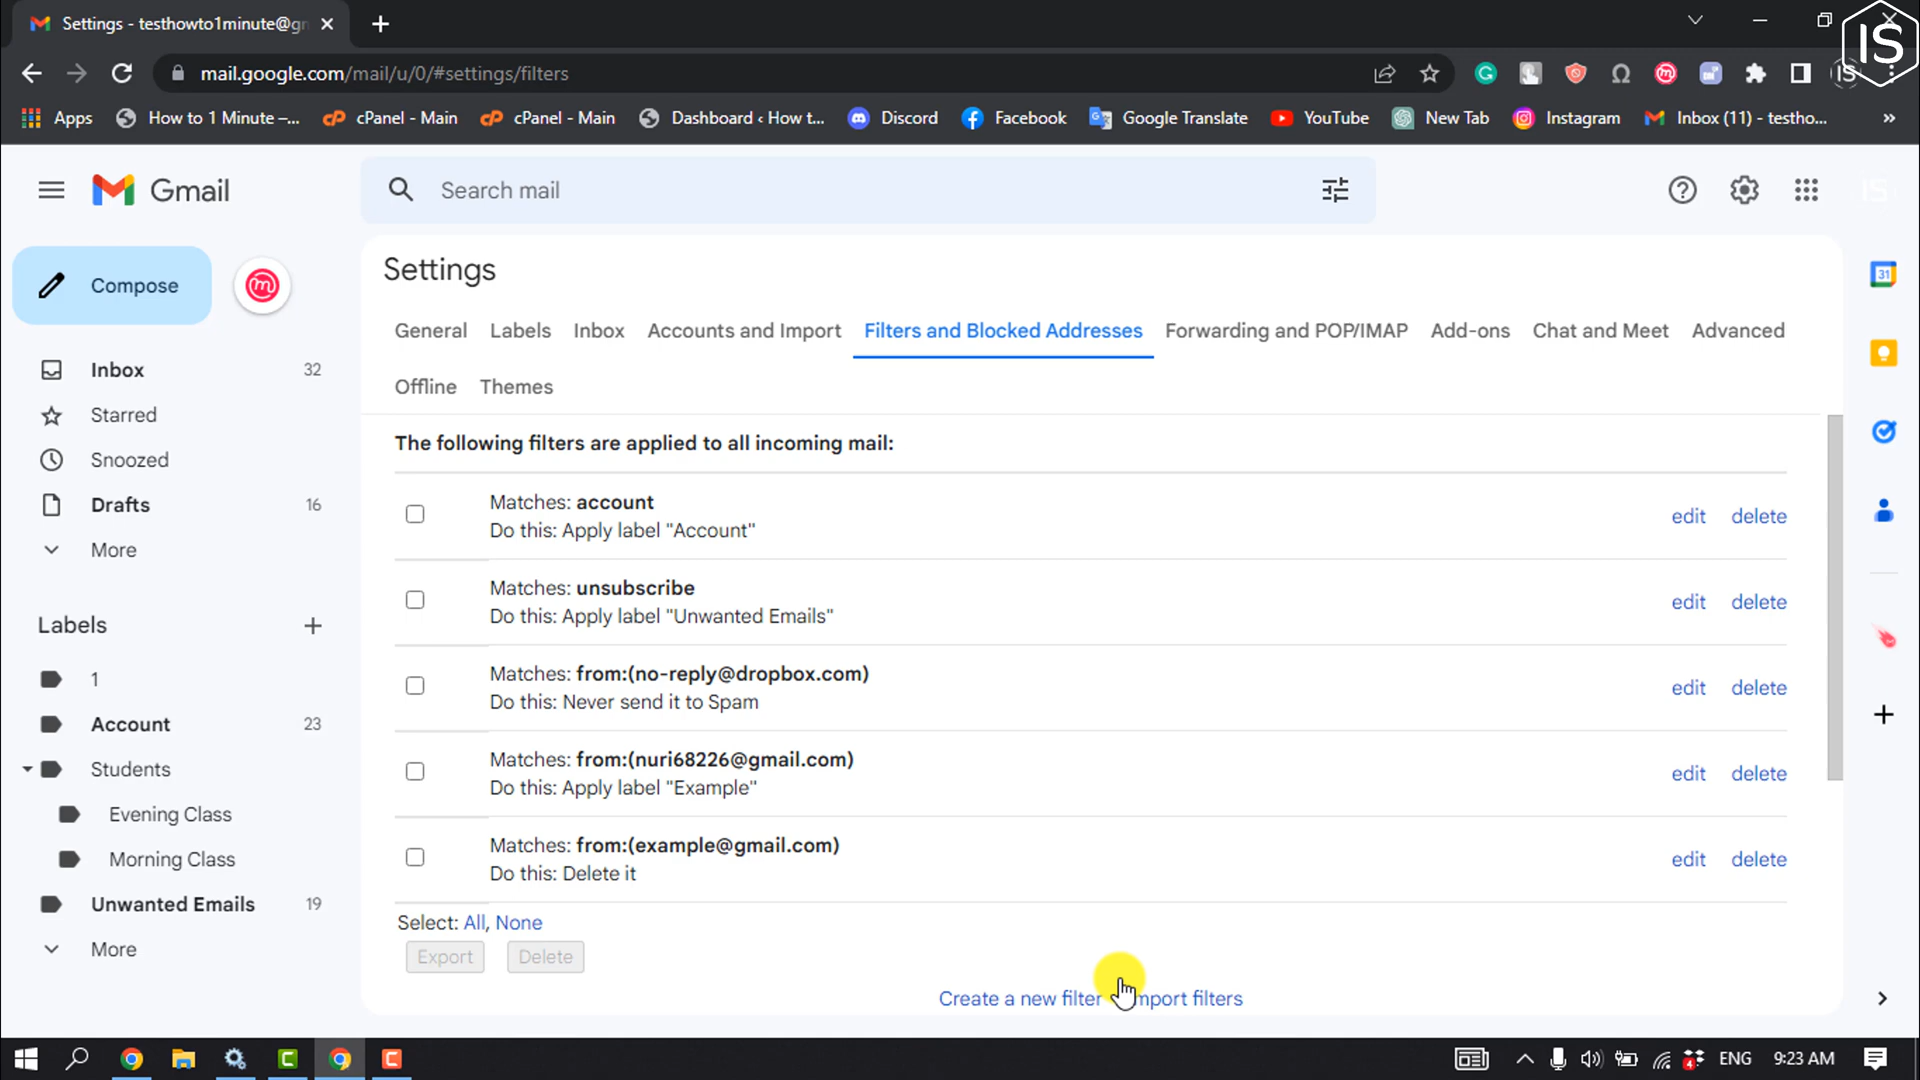 Settings - testhowto1minute@gm
IS
mail.google.com/mail/u/0/#settings/filters
IS
Apps
How to 1 Minute –...
cPanel - Main
cPanel - Main
Dashboard ‹ How t...
Discord
Facebook
Google Translate
YouTube
New Tab
Instagram
Inbox (11) - testho...
»
Gmail
Search mail
IS
Compose
Settings
General
Labels
Inbox
Accounts and Import
Filters and Blocked Addresses
Forwarding and POP/IMAP
Add-ons
Chat and Meet
Advanced
Offline
Themes
31
Inbox 32
Starred
Snoozed
Drafts 16
More
Labels +
1
Account 23
Students
Evening Class
Morning Class
Unwanted Emails 19
More
The following filters are applied to all incoming mail:
Matches: account
Do this: Apply label "Account"
edit delete
Matches: unsubscribe
Do this: Apply label "Unwanted Emails"
edit delete
Matches: from:(no-reply@dropbox.com)
Do this: Never send it to Spam
edit delete
Matches: from:(nuri68226@gmail.com)
Do this: Apply label "Example"
edit delete
Matches: from:(example@gmail.com)
Do this: Delete it
edit delete
Select: All, None
Export Delete
Create a new filter mport filters
4
ENG
9:23 AM